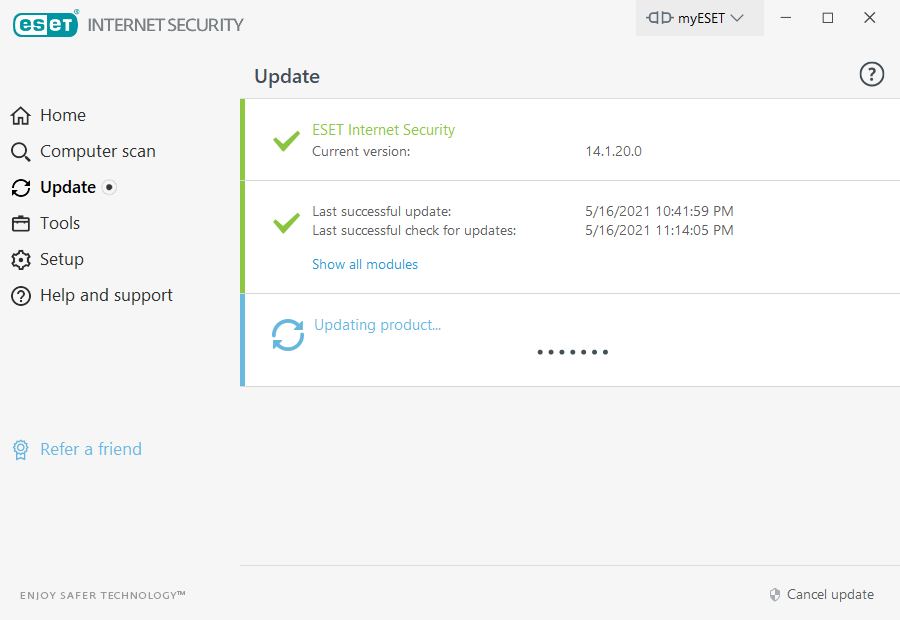 eseT® INTERNET SECURITY
myESET
Update
?
Home
Computer scan
Update
Tools
Setup
Help and support
Refer a friend
ESET Internet Security
Current version: 14.1.20.0
Last successful update: 5/16/2021 10:41:59 PM
Last successful check for updates: 5/16/2021 11:14:05 PM
Show all modules
Updating product...
ENJOY SAFER TECHNOLOGY™
Cancel update